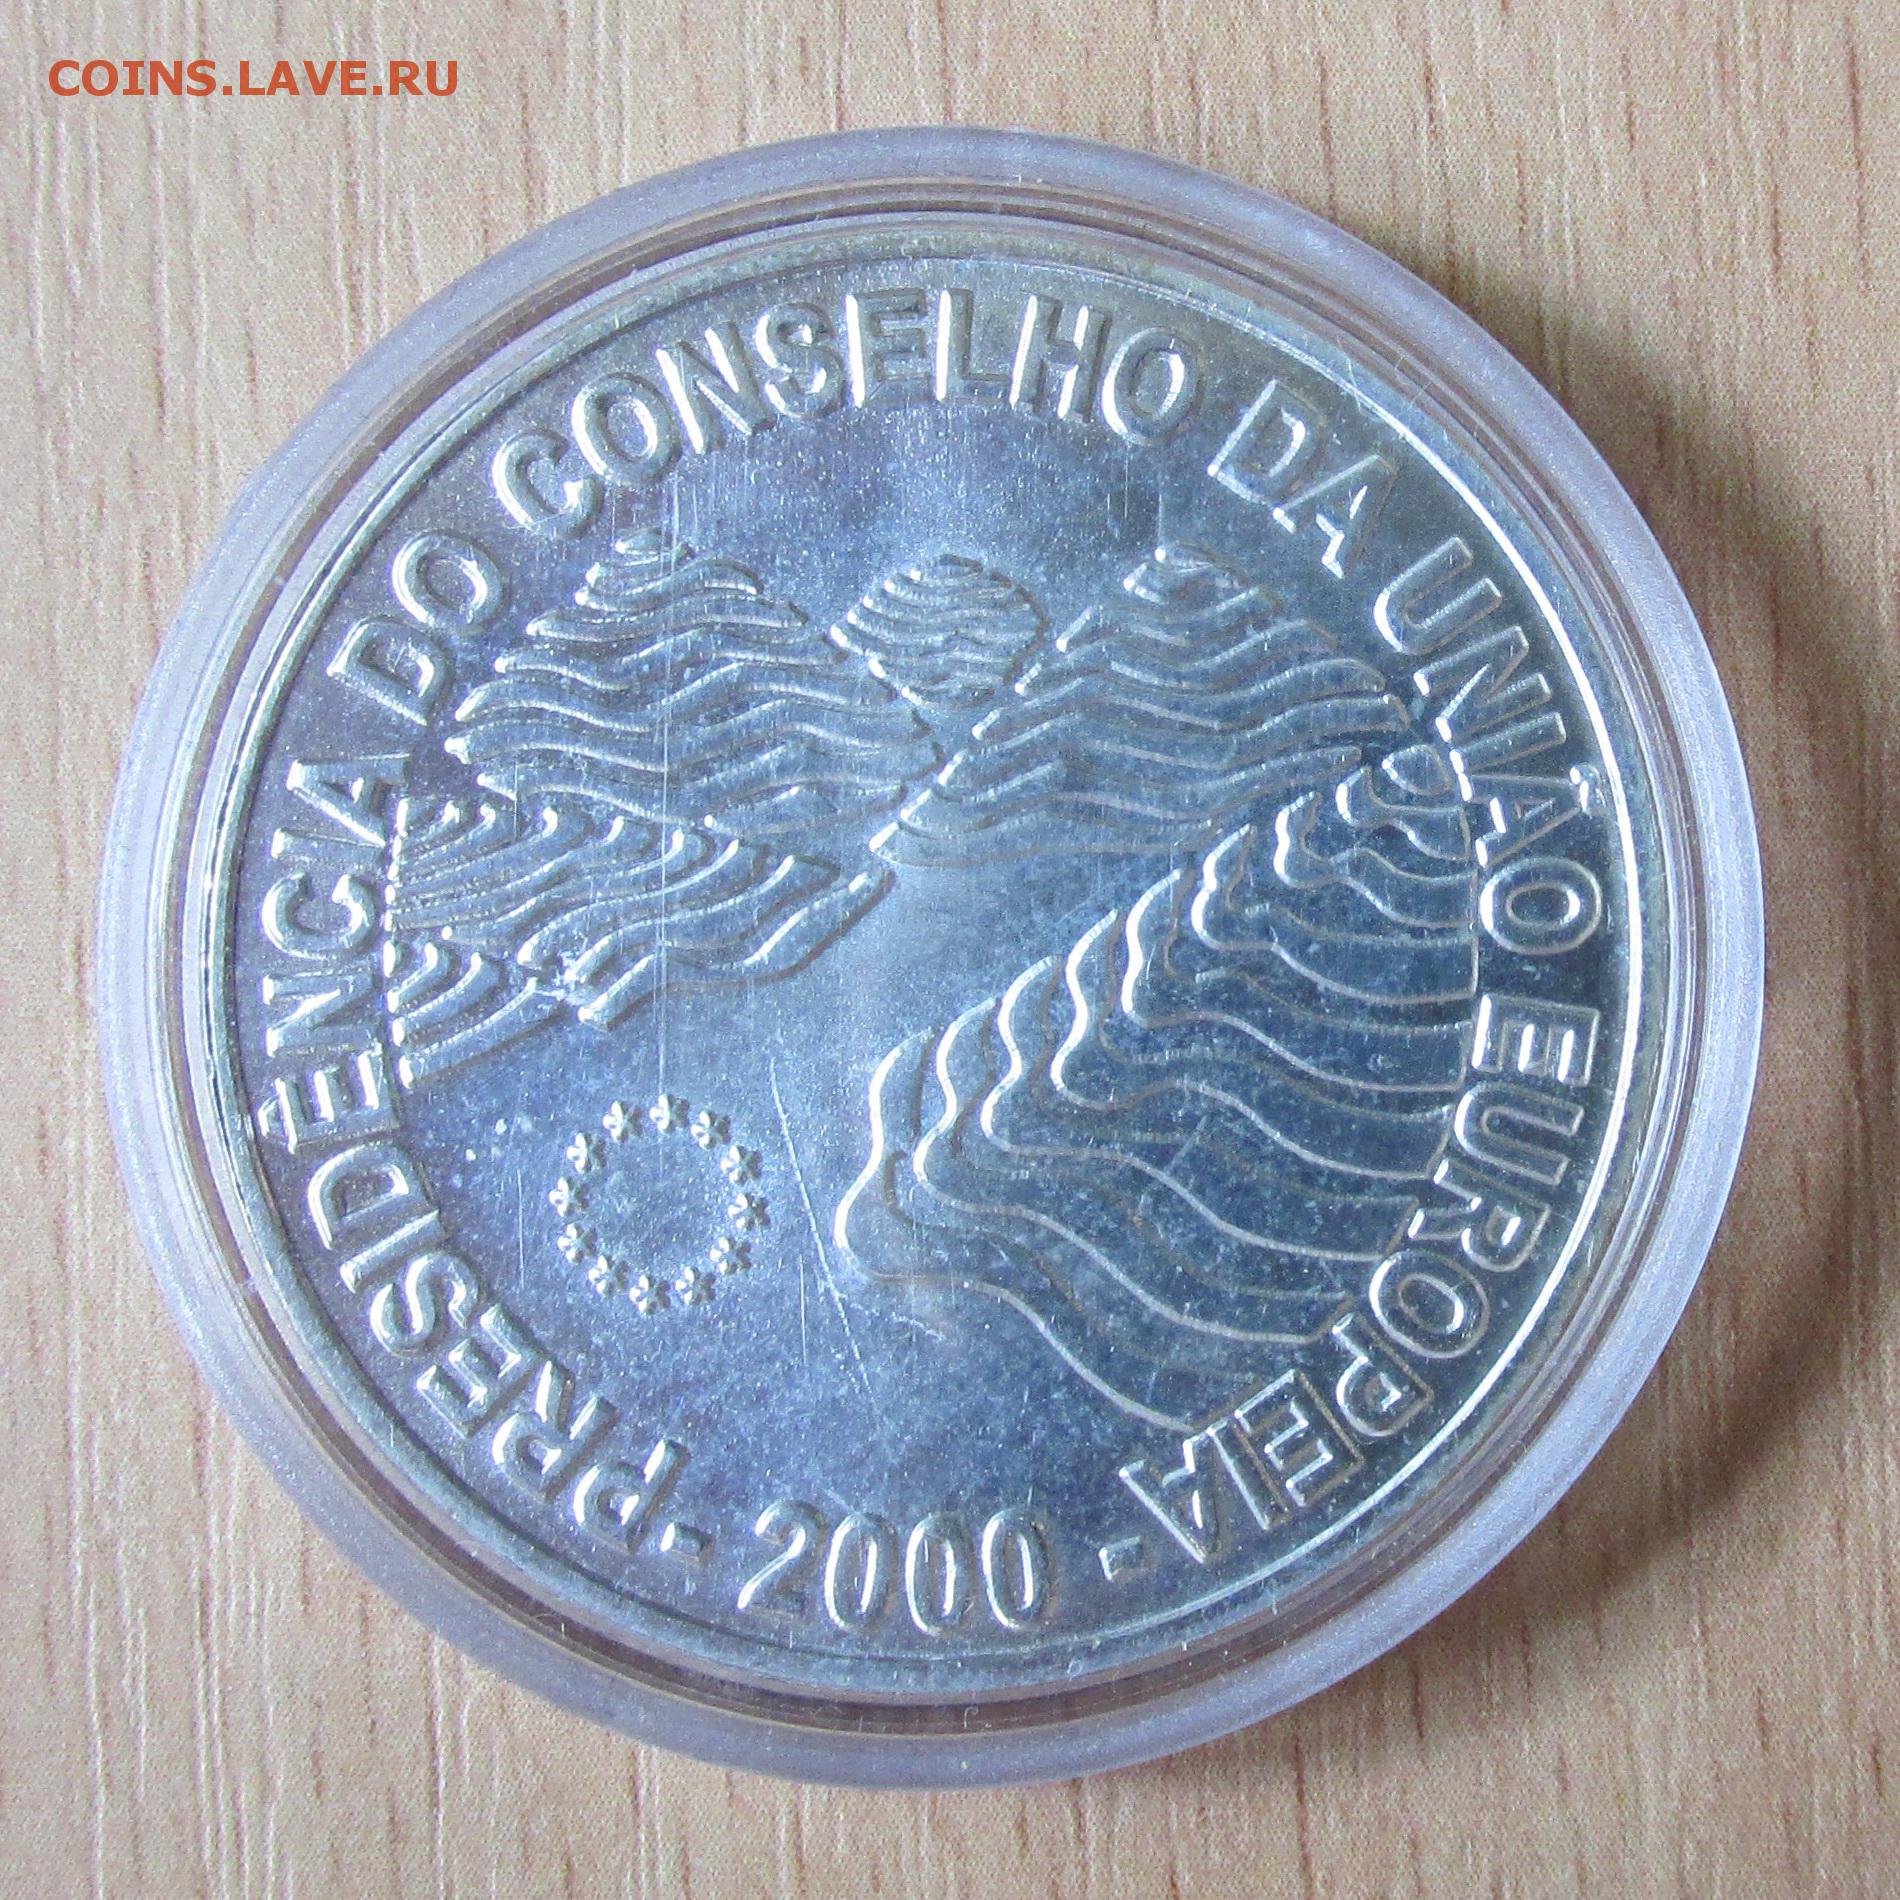 COINS.LAVE.RU
PRESIDÊNCIA DO CONSELHO DA UNIÃO EUROPEIA
- 2000 -